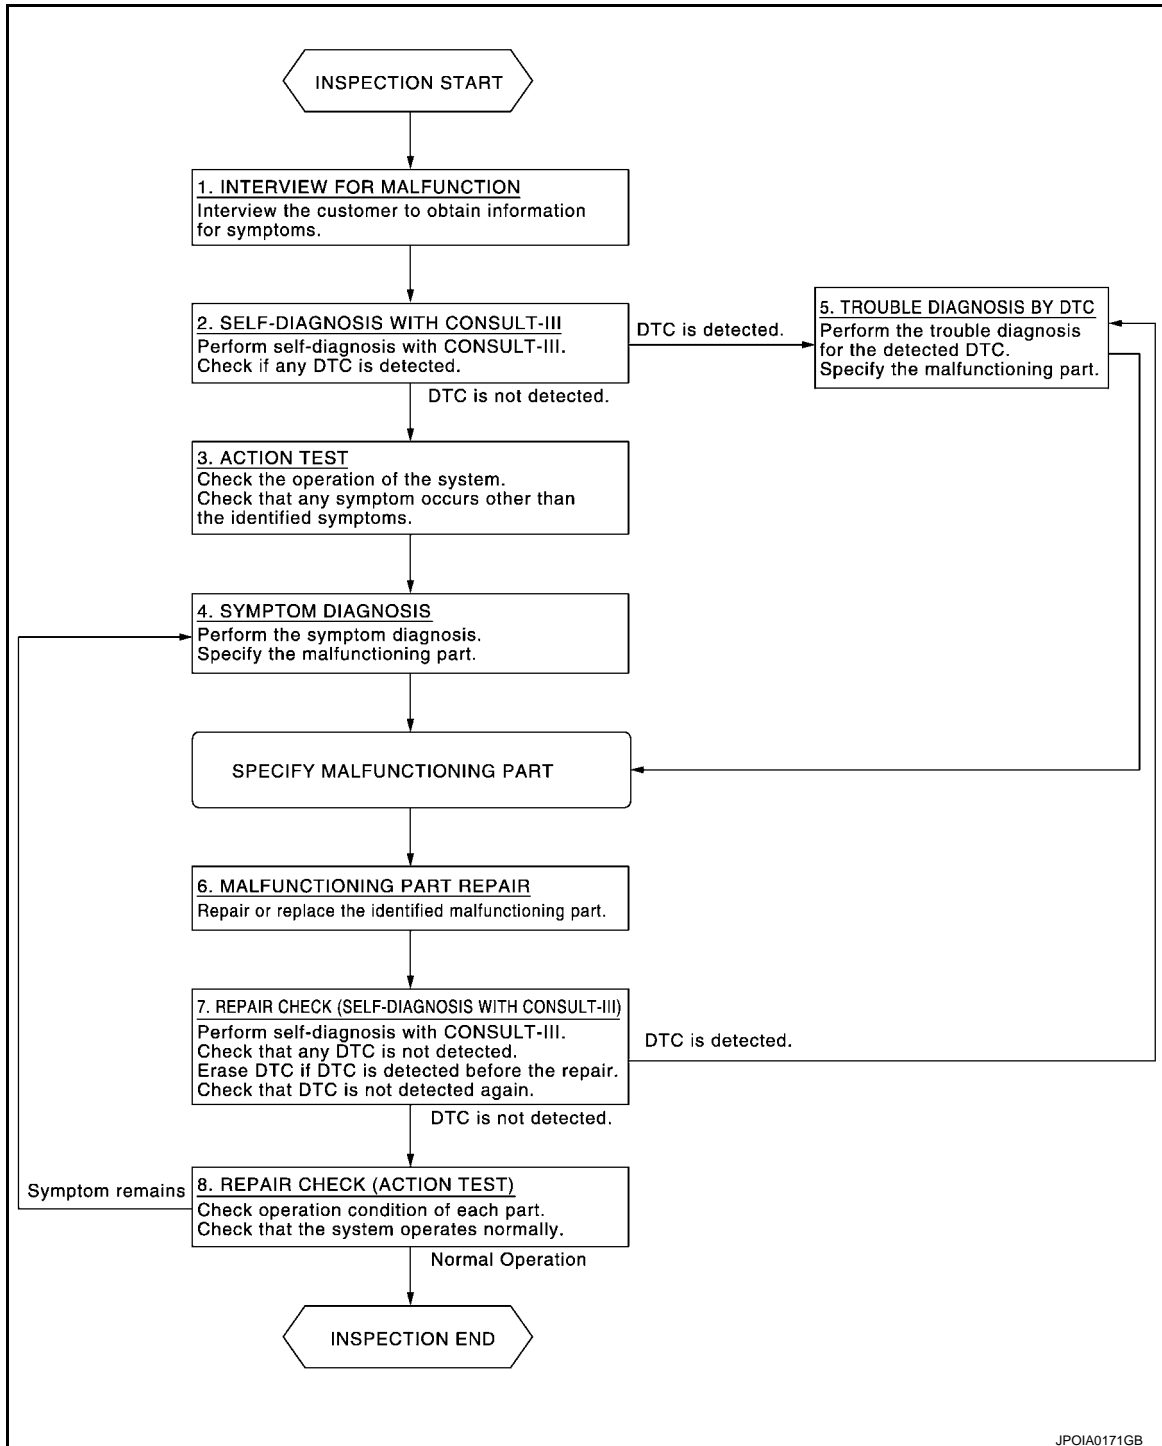 INSPECTION START
1. INTERVIEW FOR MALFUNCTION
Interview the customer to obtain information
for symptoms.
2. SELF-DIAGNOSIS WITH CONSULT-III
Perform self-diagnosis with CONSULT-III.
Check if any DTC is detected.
DTC is detected.
5. TROUBLE DIAGNOSIS BY DTC
Perform the trouble diagnosis
for the detected DTC.
Specify the malfunctioning part.
DTC is not detected.
3. ACTION TEST
Check the operation of the system.
Check that any symptom occurs other than
the identified symptoms.
4. SYMPTOM DIAGNOSIS
Perform the symptom diagnosis.
Specify the malfunctioning part.
SPECIFY MALFUNCTIONING PART
6. MALFUNCTIONING PART REPAIR
Repair or replace the identified malfunctioning part.
7. REPAIR CHECK (SELF-DIAGNOSIS WITH CONSULT-III)
Perform self-diagnosis with CONSULT-III.
Check that any DTC is not detected.
Erase DTC if DTC is detected before the repair.
Check that DTC is not detected again.
DTC is detected.
DTC is not detected.
Symptom remains
8. REPAIR CHECK (ACTION TEST)
Check operation condition of each part.
Check that the system operates normally.
Normal Operation
INSPECTION END
JPOIA0171GB